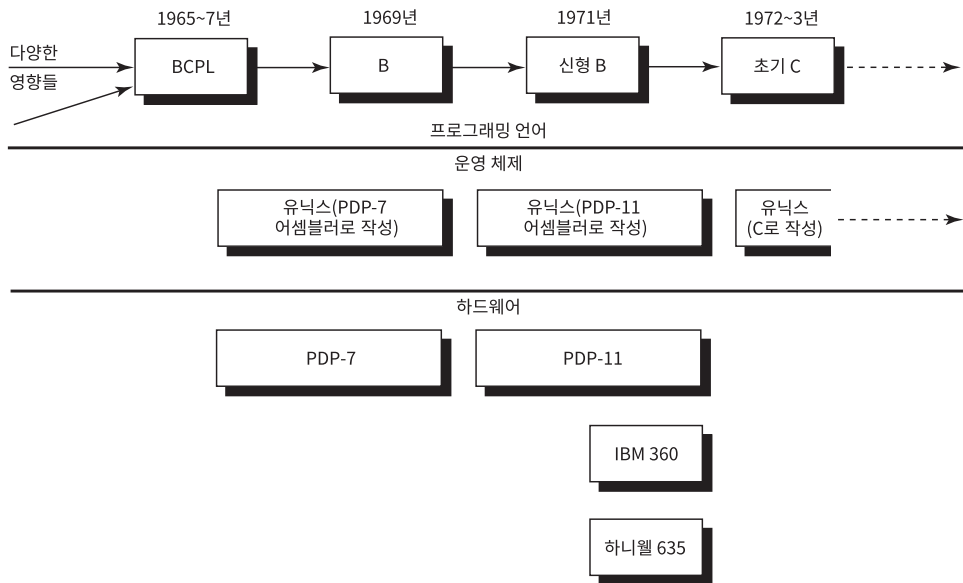 1965~7년
1969년
1971년
1972~3년
다양한
영향들
BCPL
B
신형 B
초기 C
프로그래밍 언어
운영 체제
유닉스(PDP-7
어셈블러로 작성)
유닉스(PDP-11
어셈블러로 작성)
유닉스
(C로 작성)
하드웨어
PDP-7
PDP-11
IBM 360
하니웰 635